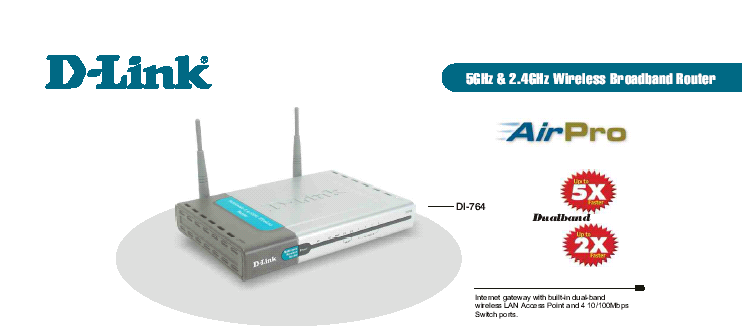 D-Link®
5GHz & 2.4GHz Wireless Broadband Router
AirPro
DI-764
Up to
5X
Faster
Dualband
Up to
2X
Faster
D-Link
D-Link
Internet gateway with built-in dual-band
wireless LAN Access Point and 4 10/100Mbps
Switch ports.